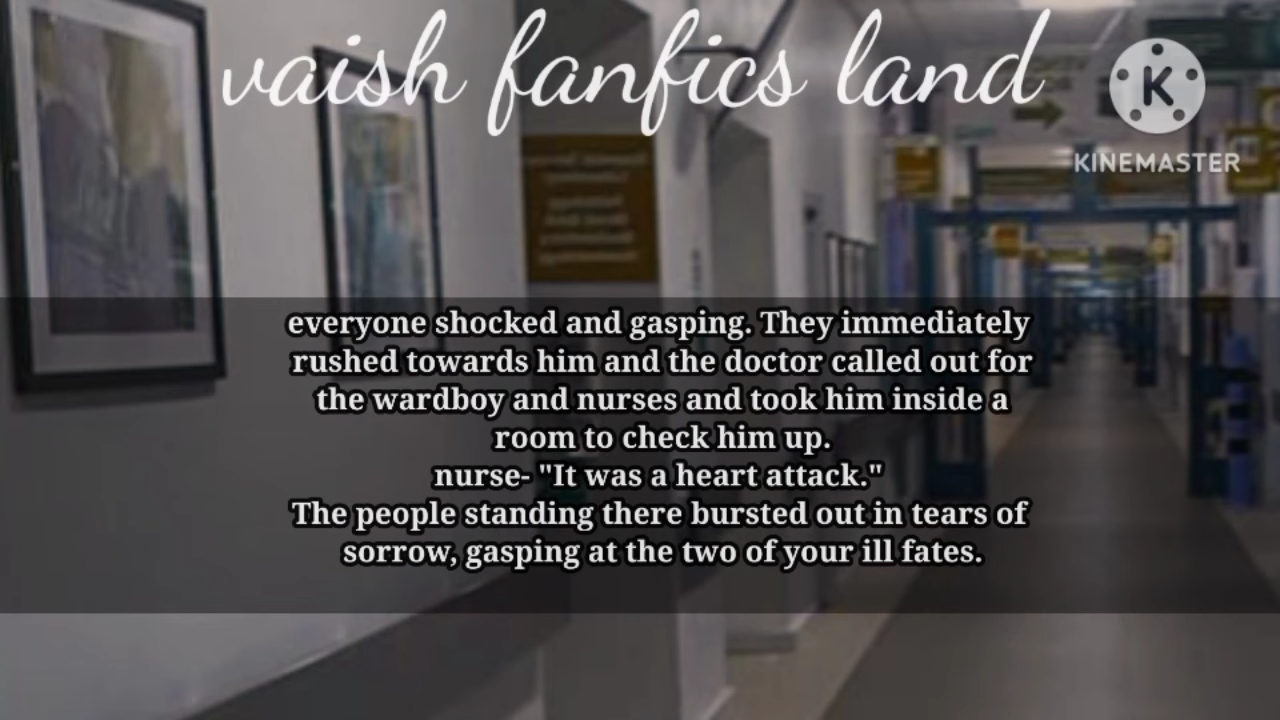 vaish fanfics land
K
KINEMASTER
everyone shocked and gasping. They immediately
rushed towards him and the doctor called out for
the wardboy and nurses and took him inside a
room to check him up.
nurse- "It was a heart attack."
The people standing there bursted out in tears of
sorrow, gasping at the two of your ill fates.